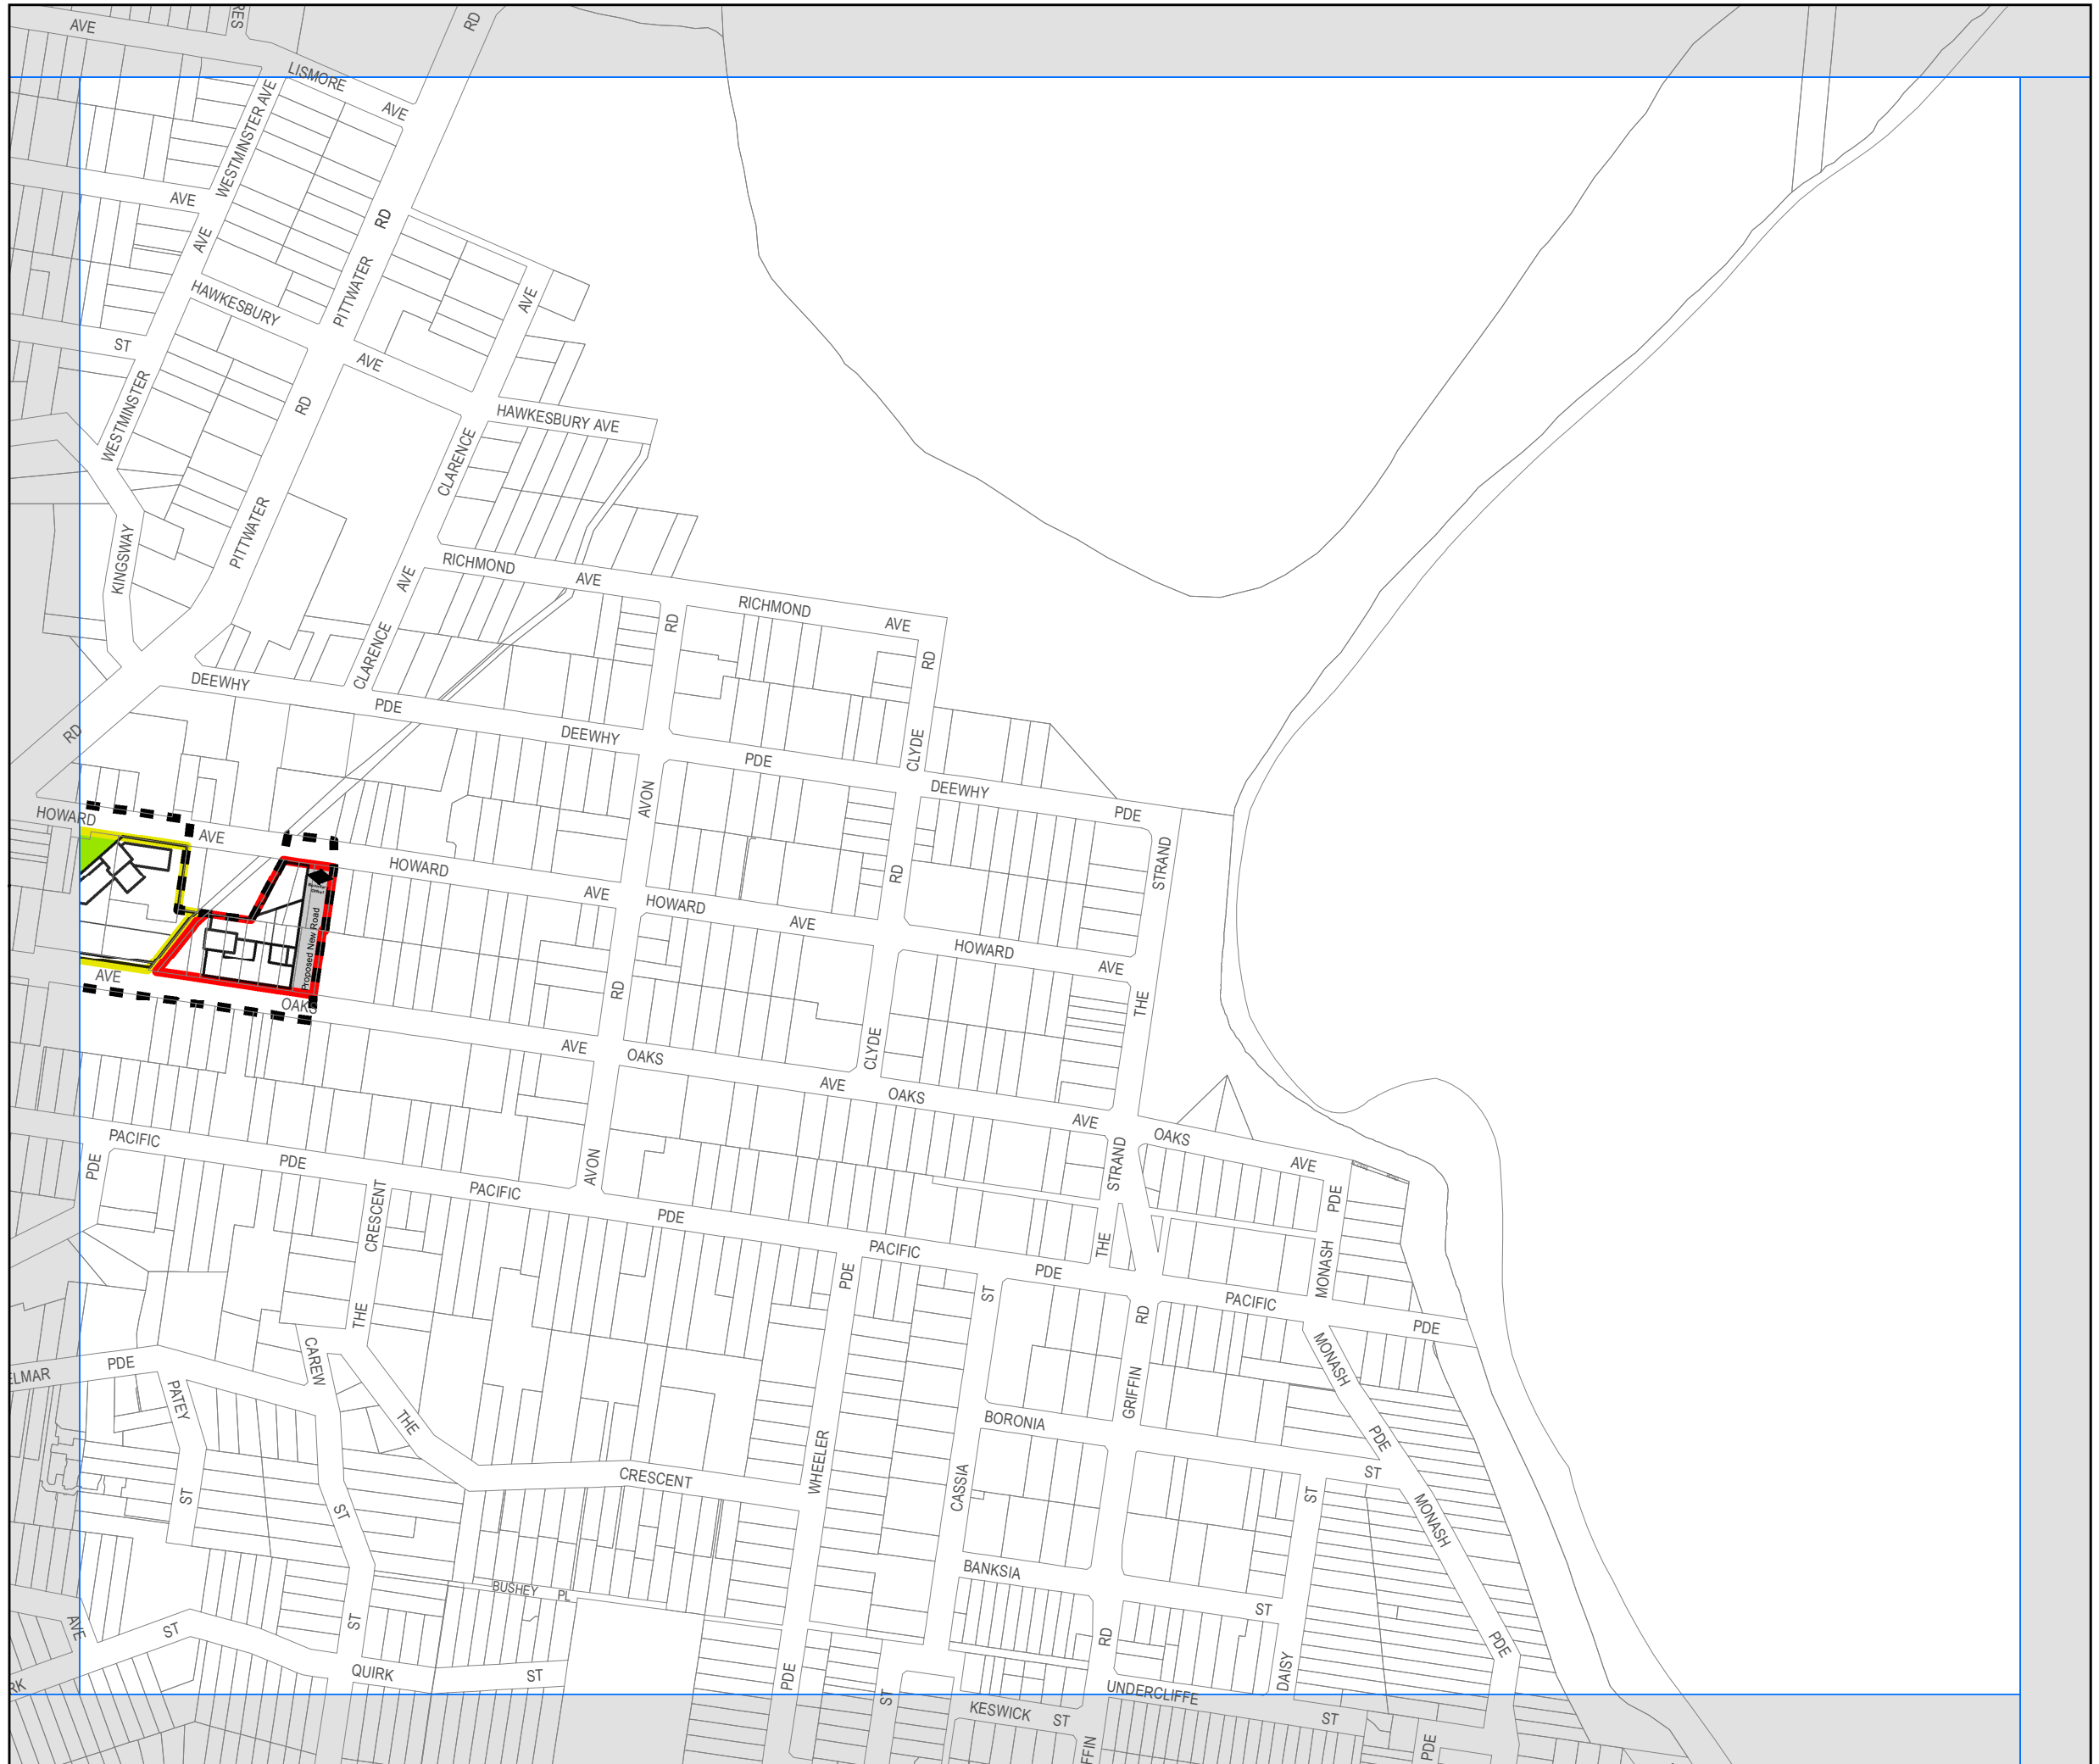 AVE
RES
RD
LISMORE
AVE
WESTMINSTER AVE
AVE
RD
AVE
PITTWATER
HAWKESBURY
AVE
ST
AVE
WESTMINSTER
RD
HAWKESBURY AVE
CLARENCE
PITTWATER
KINGSWAY
RICHMOND
AVE
AVE
RICHMOND
AVE
RD
RD
CLARENCE
DEEWHY
PDE
RD
DEEWHY
CLYDE
PDE
DEEWHY
PDE
AVON
HOWARD
AVE
HOWARD
AVE
RD
STRAND
HOWARD
AVE
HOWARD
AVE
Proposed New Road
AVE
OAKS
RD
THE
CLYDE
AVE
OAKS
AVE
OAKS
AVE
OAKS
AVE
PACIFIC
PDE
PDE
AVON
STRAND
PACIFIC
PDE
CRESCENT
PDE
THE
PACIFIC
PDE
PDE
MONASH
ST
PACIFIC
PDE
RD
THE
CAREW
MONASH
PDE
ELMAR
PATEY
GRIFFIN
THE
BORONIA
PDE
WHEELER
CRESCENT
ST
CASSIA
ST
ST
ST
MONASH
BANKSIA
BUSHEY
PL
ST
AVE
ST
ST
RD
PDE
QUIRK
ST
PDE
DAISY
RK
ST
UNDERCLIFFE
KESWICK
ST
ST
FFIN
PDE